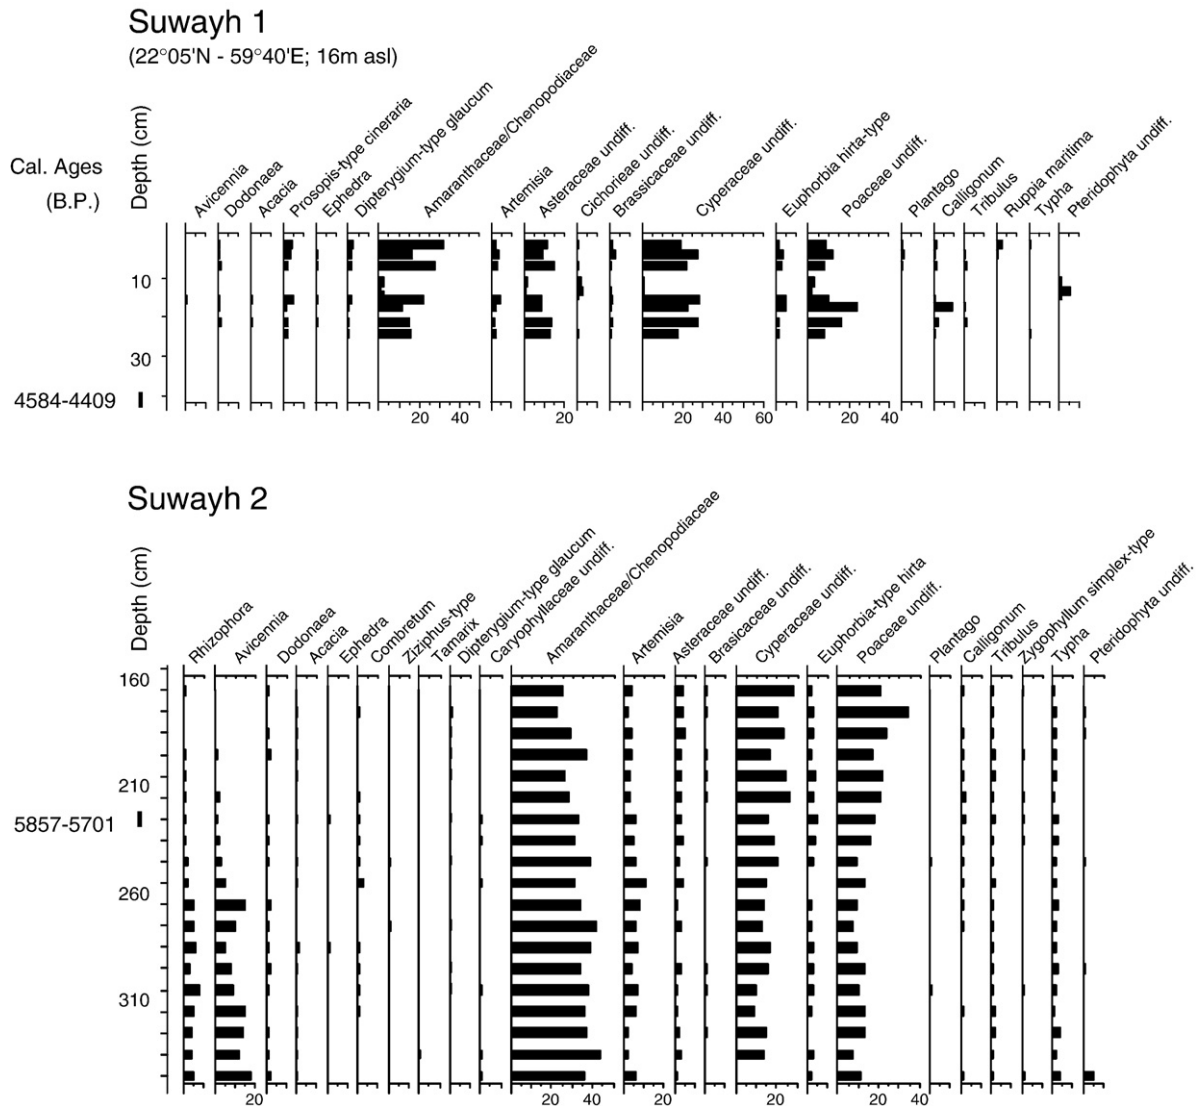 Suwayh 1
(22°05'N - 59°40'E; 16m asl)
Cal. Ages
(B.P.)
Depth (cm)
Avicennia
Dodonaea
Acacia
Prosopis-type cineraria
Ephedra
Dipterygium-type glaucum
Amaranthaceae/Chenopodiaceae
Artemisia
Asteraceae undiff.
Cichorieae undiff.
Brassicaceae undiff.
Cyperaceae undiff.
Euphorbia hirta-type
Poaceae undiff.
Plantago
Calligonum
Tribulus
Ruppia maritima
Typha
Pteridophyta undiff.
10
30
4584-4409
20 40 20 20 40 60 20 40
Suwayh 2
Depth (cm)
Rhizophora
Avicennia
Dodonaea
Acacia
Ephedra
Combretum
Ziziphus-type
Tamarix
Dipterygium-type glaucum
Caryophyllaceae undiff.
Amaranthaceae/Chenopodiaceae
Artemisia
Asteraceae undiff.
Brasicaceae undiff.
Cyperaceae undiff.
Euphorbia-type hirta
Poaceae undiff.
Plantago
Calligonum
Tribulus
Zygophyllum simplex-type
Typha
Pteridophyta undiff.
160
210
5857-5701
260
310
20 20 40 20 20 20 40